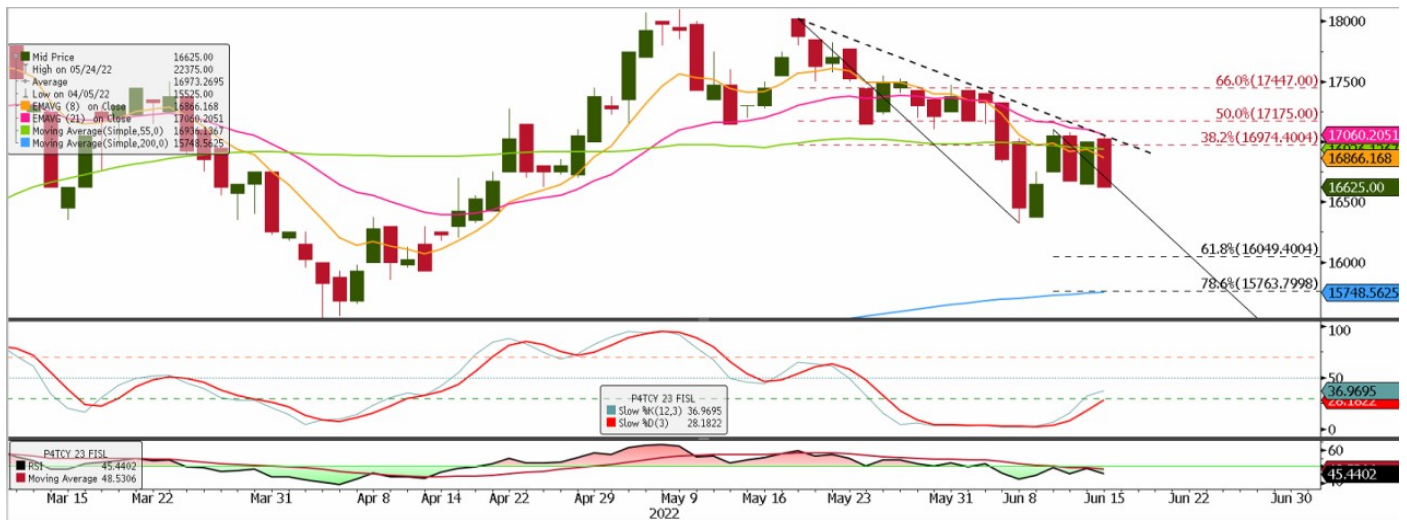 Mid Price 16625.00
High on 05/24/22 22375.00
Average 16973.2695
Low on 04/05/22 15525.00
EMAVG (8) on Close 16866.168
EMAVG (21) on Close 17060.2051
Moving Average(Simple,55,0) 16936.1367
Moving Average(Simple,200,0) 15748.5625
18000
17500
16500
16000
66.0%(17447.00)
50.0%(17175.00)
38.2%(16974.4004)
61.8%(16049.4004)
78.6%(15763.7998)
17060.2051
16866.168
16625.00
15748.5625
P4TCY 23 FISL
Slow %K(12,3) 36.9695
Slow %D(3) 28.1822
100
50
0
36.9695
28.1822
P4TCY 23 FISL
RSI 45.4402
Moving Average 48.5306
60
45.4402
Mar 15 Mar 22 Mar 31 Apr 8 Apr 14 Apr 22 Apr 29 May 9 May 16 May 23 May 31 Jun 8 Jun 15 Jun 22 Jun 30
2022